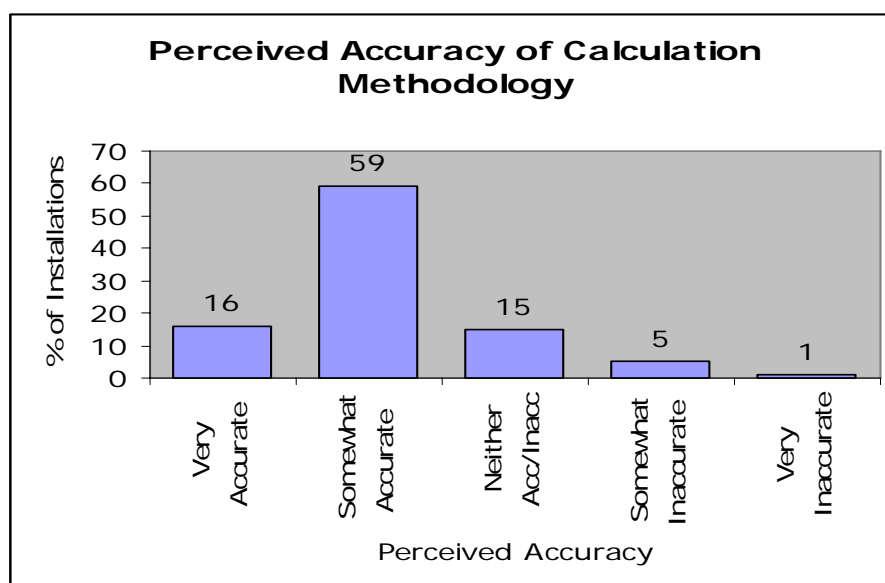 Perceived Accuracy of Calculation
Methodology
% of Installations
70
60
50
40
30
20
10
0
16
59
15
5
1
Very
Accurate
Somewhat
Accurate
Neither
Acc/Inacc
Somewhat
Inaccurate
Very
Inaccurate
Perceived Accuracy